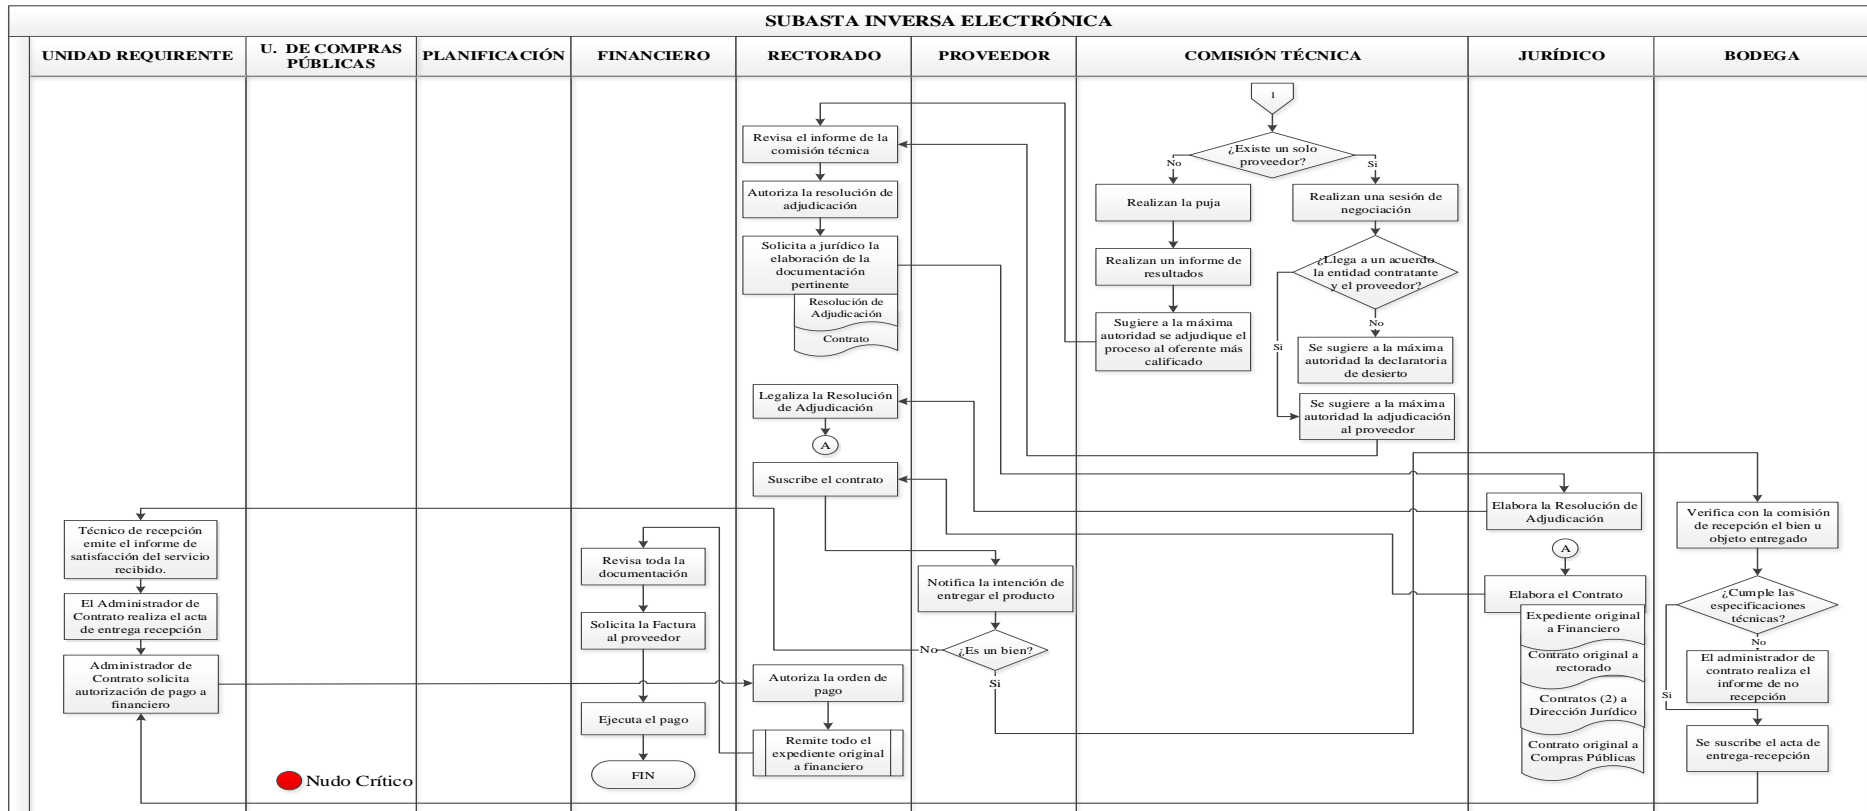 SUBASTA INVERSA ELECTRÓNICA
UNIDAD REQUIRENTE
U. DE COMPRAS
PÚBLICAS
PLANIFICACIÓN
FINANCIERO
RECTORADO
PROVEEDOR
COMISIÓN TÉCNICA
JURÍDICO
BODEGA
I
¿Existe un solo
proveedor?
No
Si
Realizan la puja
Realizan una sesión de
negociación
Realizan un informe de
resultados
¿Llega a un acuerdo
la entidad contratante
y el proveedor?
No
Si
Sugiere a la máxima
autoridad se adjudique el
proceso al oferente más
calificado
Se sugiere a la máxima
autoridad la declaratoria
de desierto
Se sugiere a la máxima
autoridad la adjudicación
al proveedor
Revisa el informe de la
comisión técnica
Autoriza la resolución de
adjudicación
Solicita a jurídico la
elaboración de la
documentación
pertinente
Resolución de
Adjudicación
Contrato
Legaliza la Resolución
de Adjudicación
A
Suscribe el contrato
Elabora la Resolución de
Adjudicación
A
Elabora el Contrato
Expediente original
a Financiero
Contrato original a
rectorado
Contratos (2) a
Dirección Jurídico
Contrato original a
Compras Públicas
Verifica con la comisión
de recepción el bien u
objeto entregado
¿Cumple las
especificaciones
técnicas?
No
Si
El administrador de
contrato realiza el
informe de no
recepción
Se suscribe el acta de
entrega-recepción
Notifica la intención de
entregar el producto
¿Es un bien?
No
Si
Técnico de recepción
emite el informe de
satisfacción del servicio
recibido.
El Administrador de
Contrato realiza el acta
de entrega recepción
Administrador de
Contrato solicita
autorización de pago a
financiero
Autoriza la orden de
pago
Remite todo el
expediente original
a financiero
Revisa toda la
documentación
Solicita la Factura
al proveedor
Ejecuta el pago
FIN
Nudo Crítico